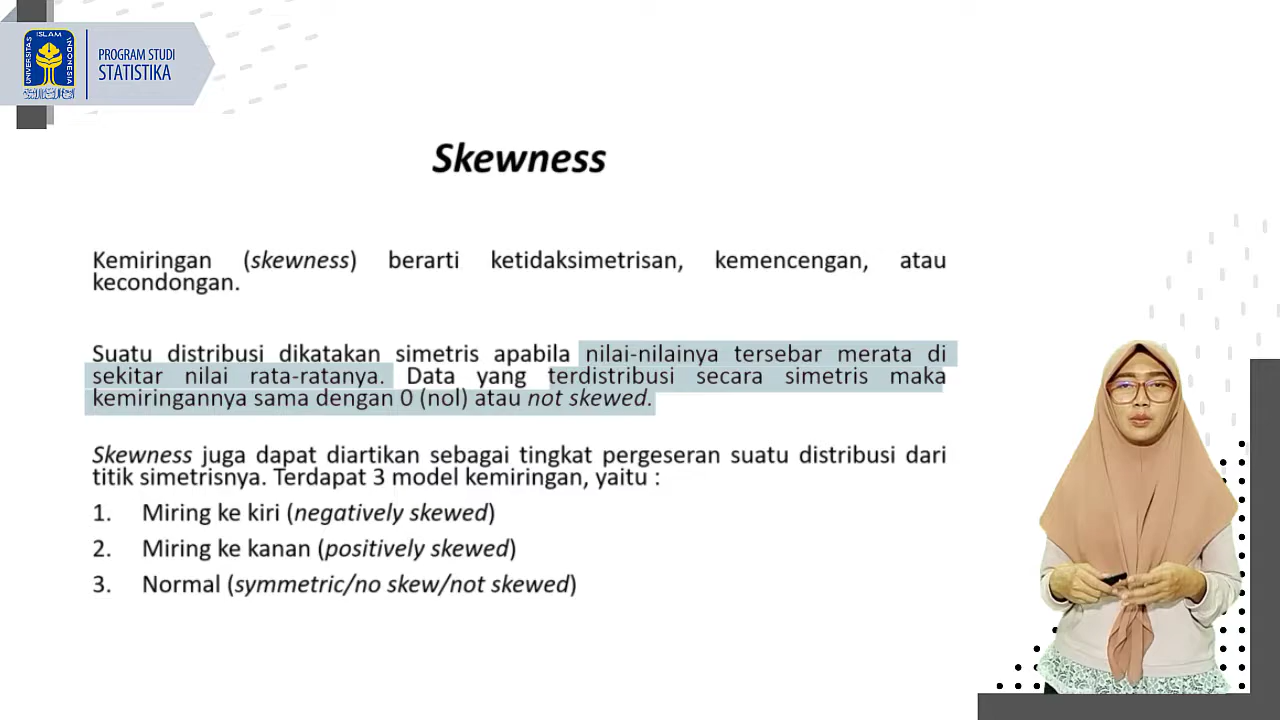 UNIVERSITAS
ISLAM
INDONESIA
PROGRAM STUDI
STATISTIKA
Skewness
Kemiringan (skewness) berarti ketidaksimetrisan, kemencengan, atau
kecondongan.
Suatu distribusi dikatakan simetris apabila nilai-nilainya tersebar merata di
sekitar nilai rata-ratanya. Data yang terdistribusi secara simetris maka
kemiringannya sama dengan 0 (nol) atau not skewed.
Skewness juga dapat diartikan sebagai tingkat pergeseran suatu distribusi dari
titik simetrisnya. Terdapat 3 model kemiringan, yaitu :
1. Miring ke kiri (negatively skewed)
2. Miring ke kanan (positively skewed)
3. Normal (symmetric/no skew/not skewed)